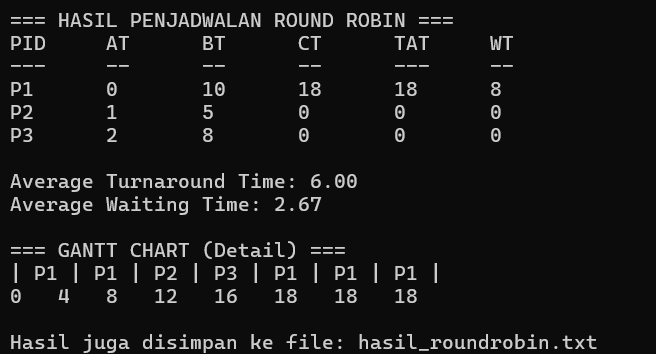 === HASIL PENJADWALAN ROUND ROBIN ===
PID     AT      BT      CT      TAT     WT
---     --      --      --      ---     --
P1      0       10      18      18      8
P2      1       5       0       0       0
P3      2       8       0       0       0
Average Turnaround Time: 6.00
Average Waiting Time: 2.67
=== GANTT CHART (Detail) ===
| P1 | P1 | P2 | P3 | P1 | P1 | P1 |
0   4   8   12   16   18   18   18
Hasil juga disimpan ke file: hasil_roundrobin.txt